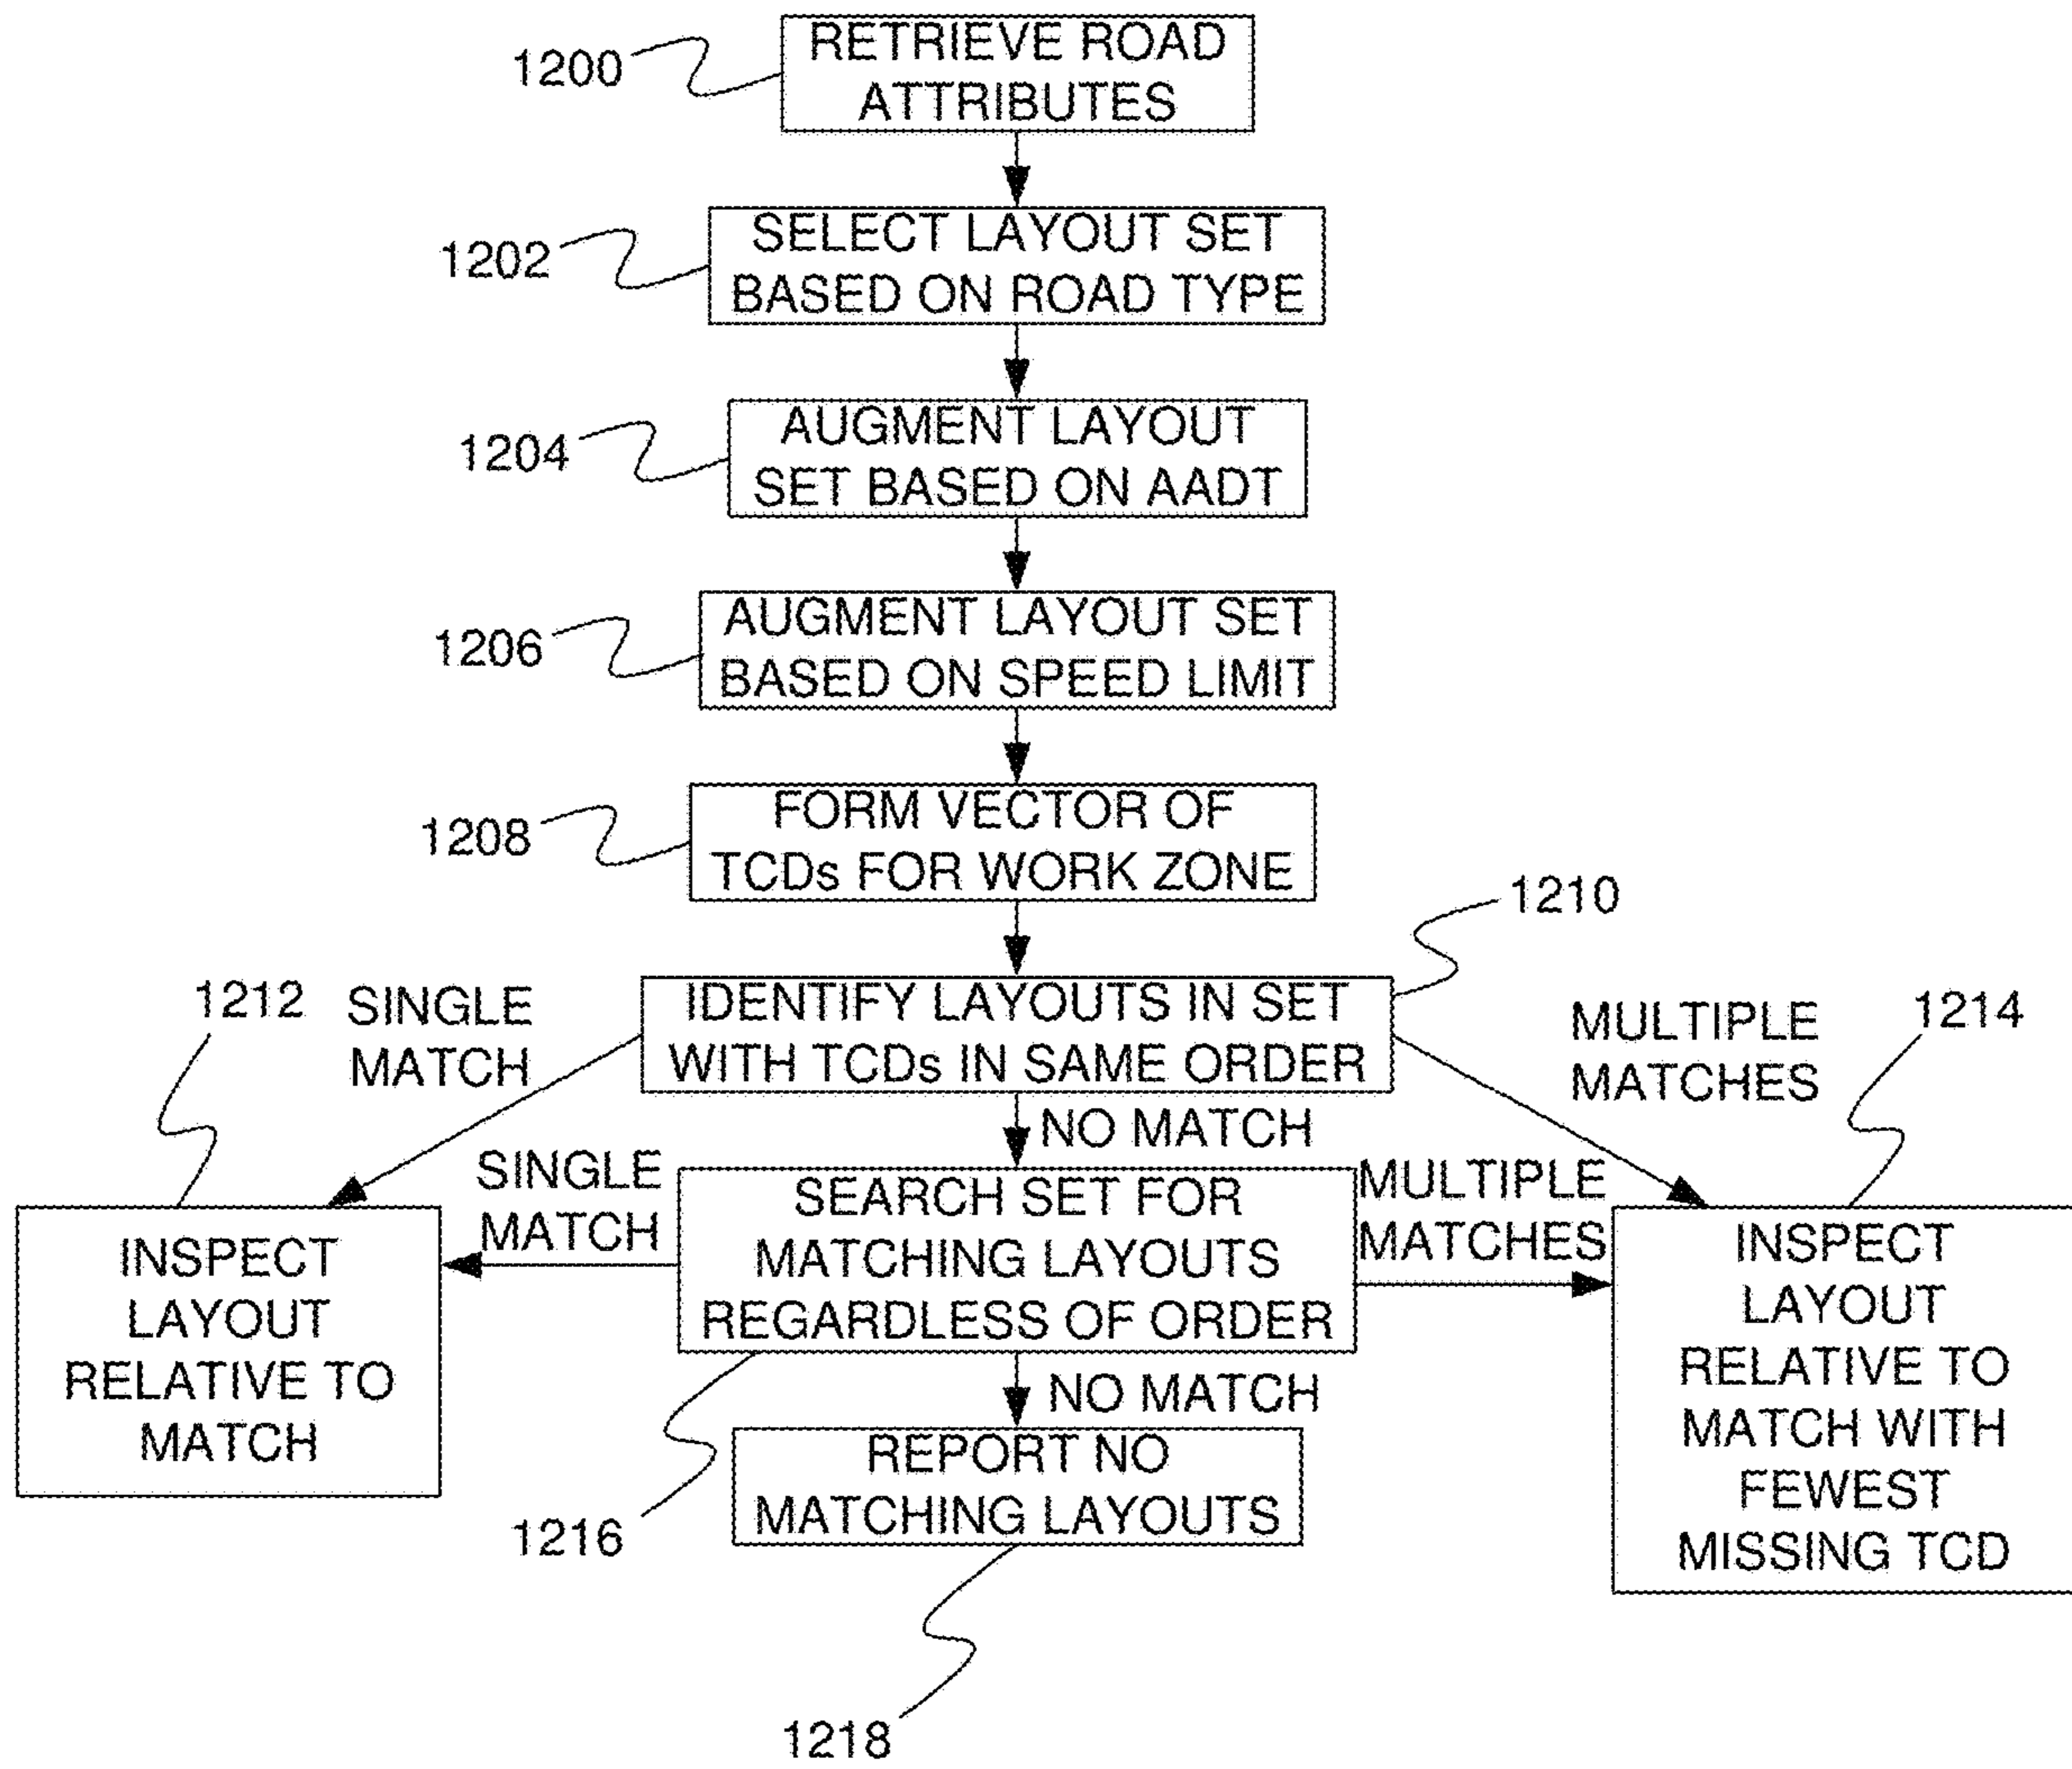 1200
RETRIEVE ROAD
ATTRIBUTES
1202
SELECT LAYOUT SET
BASED ON ROAD TYPE
1204
AUGMENT LAYOUT
SET BASED ON AADT
1206
AUGMENT LAYOUT SET
BASED ON SPEED LIMIT
1208
FORM VECTOR OF
TCDs FOR WORK ZONE
1210
IDENTIFY LAYOUTS IN SET
WITH TCDs IN SAME ORDER
1212
SINGLE
MATCH
MULTIPLE
MATCHES
1214
NO MATCH
SINGLE
MATCH
SEARCH SET FOR
MATCHING LAYOUTS
REGARDLESS OF ORDER
MULTIPLE
MATCHES
INSPECT
LAYOUT
RELATIVE TO
MATCH
INSPECT
LAYOUT
RELATIVE TO
MATCH WITH
FEWEST
MISSING TCD
1216
NO MATCH
REPORT NO
MATCHING LAYOUTS
1218